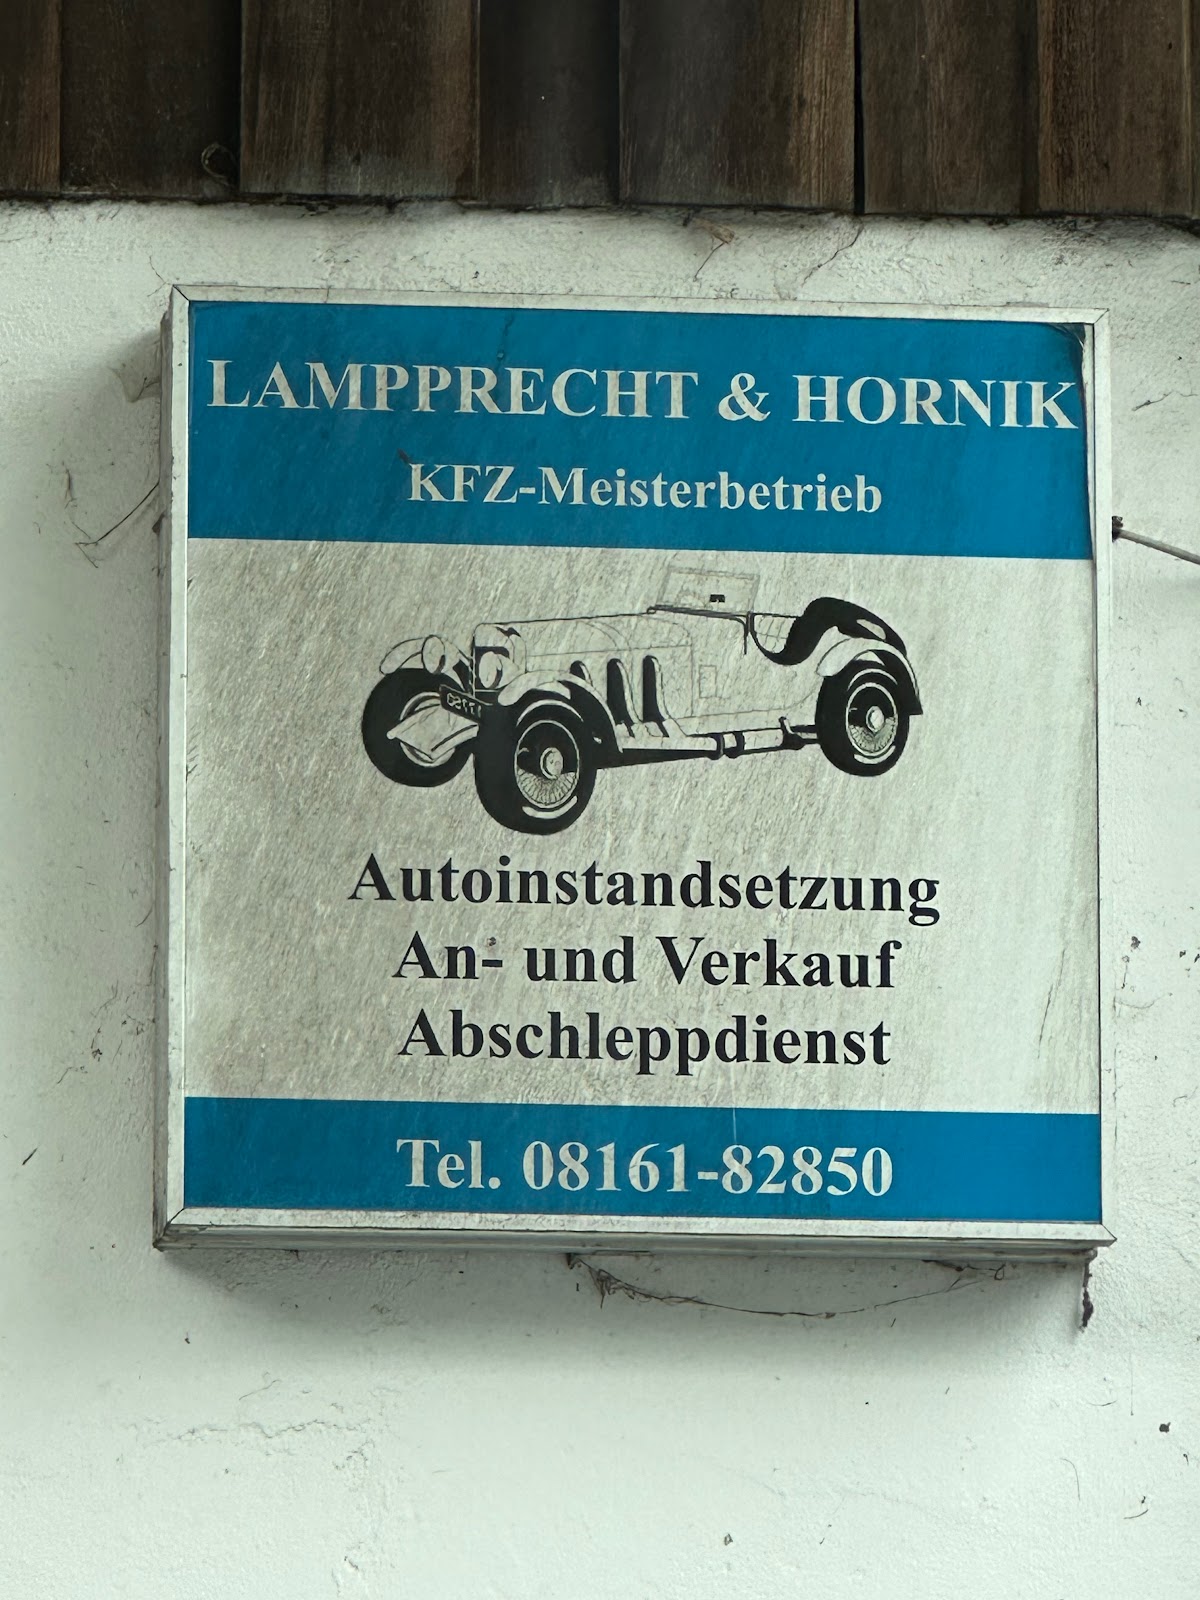 LAMPPRECHT & HORNIK
KFZ-Meisterbetrieb
Autoinstandsetzung
An- und Verkauf
Abschleppdienst
Tel. 08161-82850